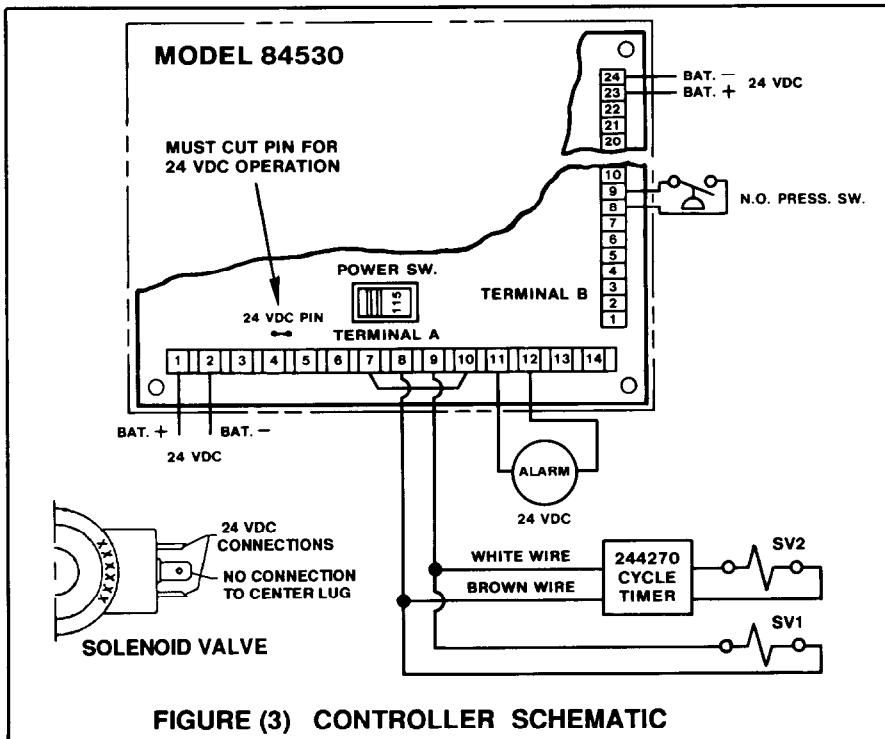 MODEL 84530
MUST CUT PIN FOR
24 VDC OPERATION
24
23
22
21
20
BAT. −
BAT. +
24 VDC
10
9
8
7
6
5
4
3
2
1
N.O. PRESS. SW.
POWER SW.
115
TERMINAL B
24 VDC PIN
TERMINAL A
1 2 3 4 5 6 7 8 9 10 11 12 13 14
BAT. +
BAT. −
24 VDC
ALARM
24 VDC
24 VDC
CONNECTIONS
NO CONNECTION
TO CENTER LUG
XXXXXX
SOLENOID VALVE
WHITE WIRE
BROWN WIRE
244270
CYCLE
TIMER
SV2
SV1
FIGURE (3) CONTROLLER SCHEMATIC